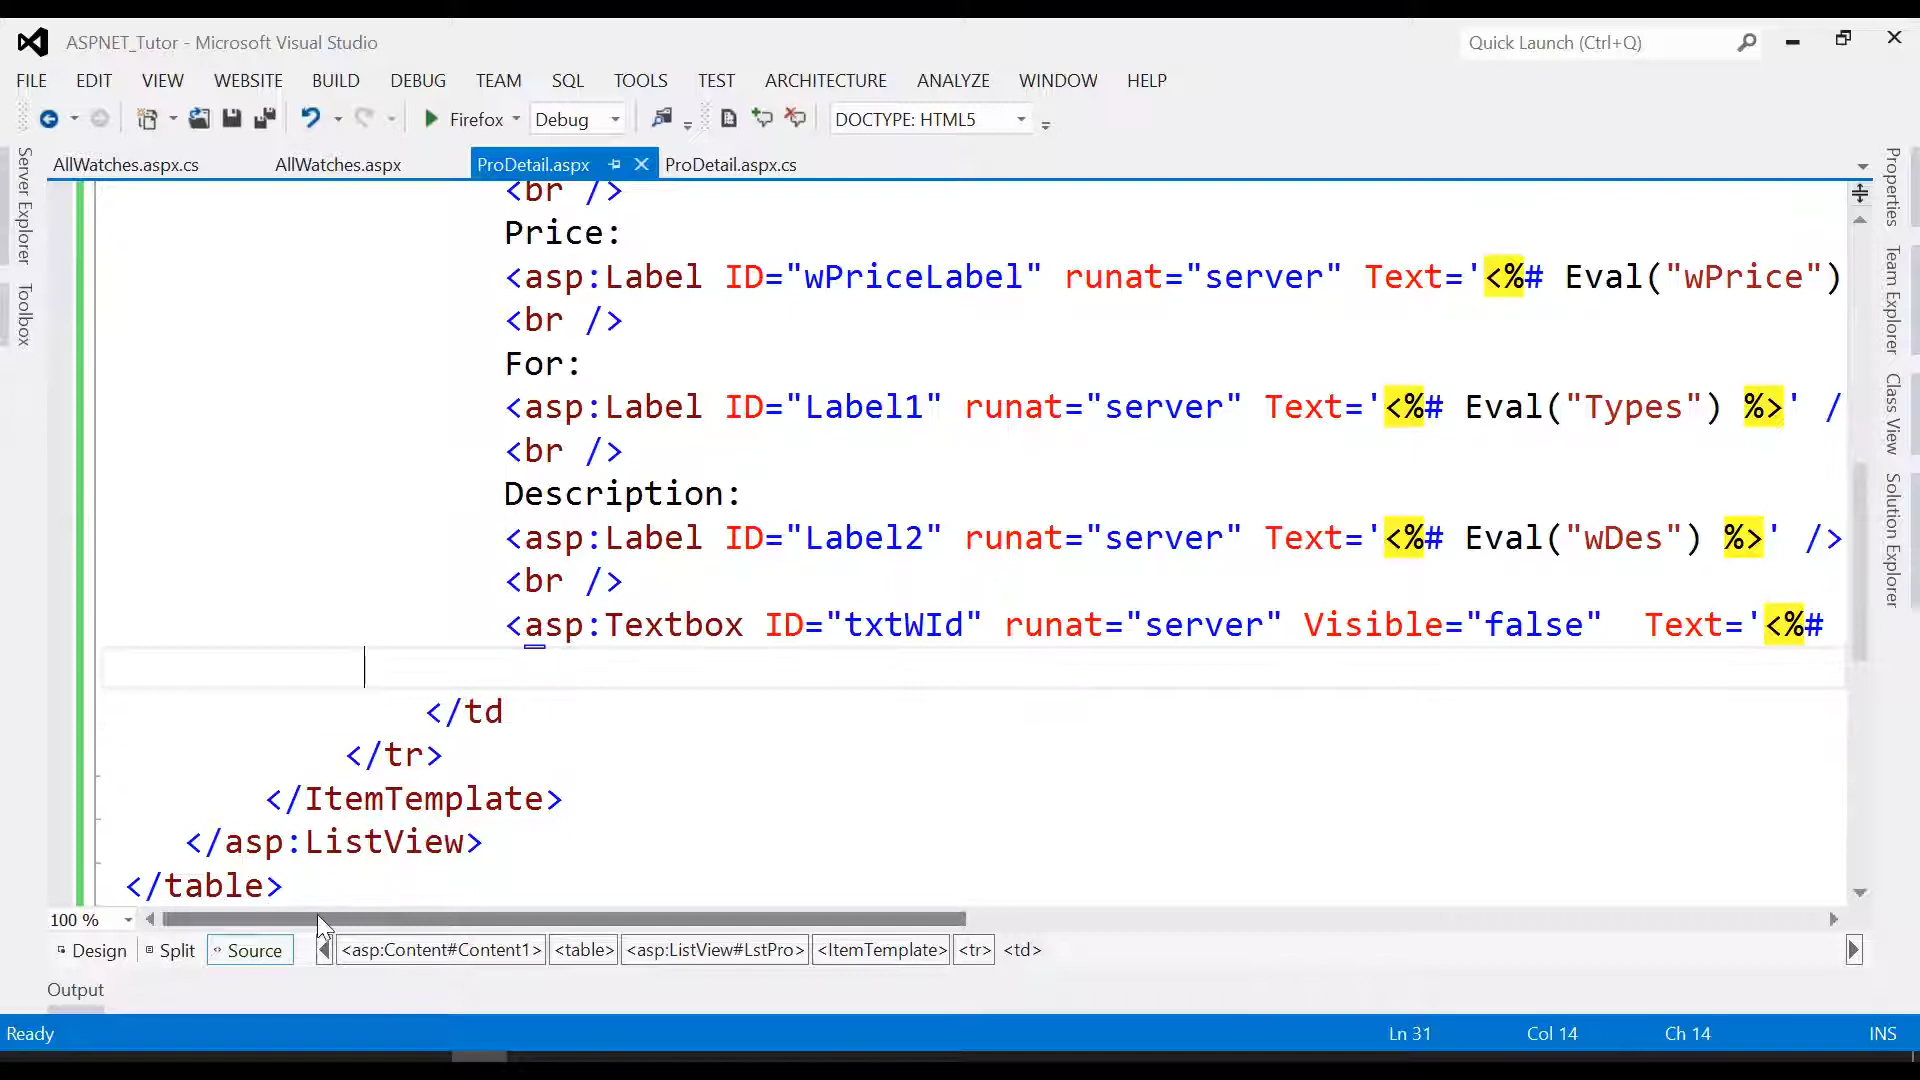 ASPNET_Tutor - Microsoft Visual Studio
Quick Launch (Ctrl+Q)
FILE EDIT VIEW WEBSITE BUILD DEBUG TEAM SQL TOOLS TEST ARCHITECTURE ANALYZE WINDOW HELP
Firefox Debug DOCTYPE: HTML5
AllWatches.aspx.cs AllWatches.aspx ProDetail.aspx ProDetail.aspx.cs
Server Explorer
Toolbox
Properties
Team Explorer
Class View
Solution Explorer
<br />
Price:
<asp:Label ID="wPriceLabel" runat="server" Text='<%# Eval("wPrice")
<br />
For:
<asp:Label ID="Label1" runat="server" Text='<%# Eval("Types") %>' /
<br />
Description:
<asp:Label ID="Label2" runat="server" Text='<%# Eval("wDes") %>' />
<br />
<asp:Textbox ID="txtWId" runat="server" Visible="false"  Text='<%#
</td
</tr>
</ItemTemplate>
</asp:ListView>
</table>
100 %
Design Split Source <asp:Content#Content1> <table> <asp:ListView#LstPro> <ItemTemplate> <tr> <td>
Output
Ready Ln 31 Col 14 Ch 14 INS